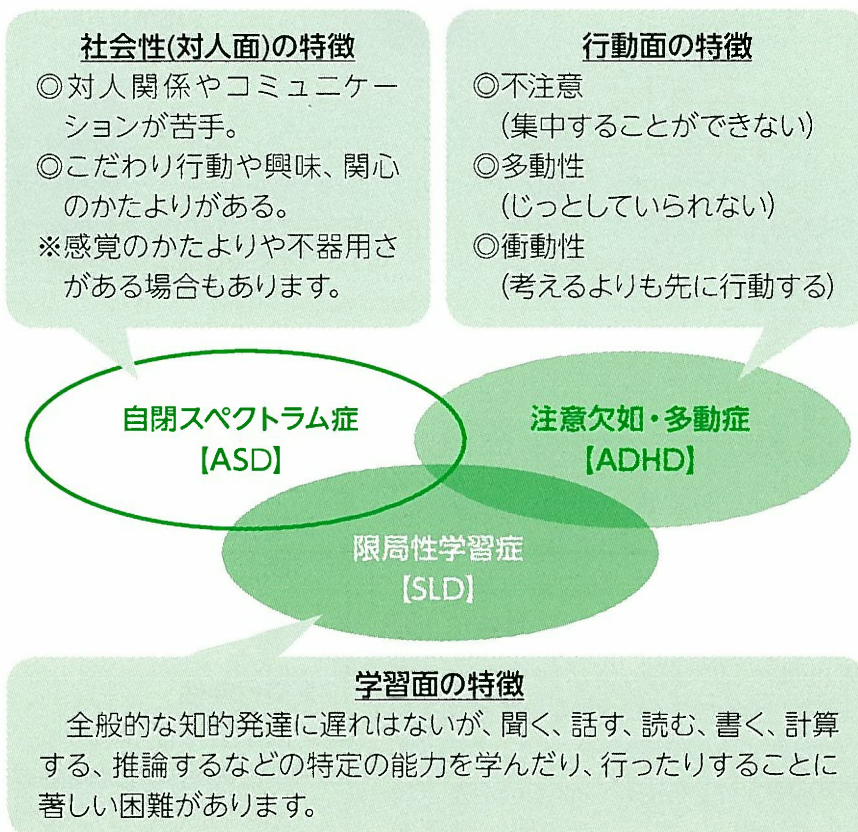 社会性(対人面)の特徴
◎対人関係やコミュニケー
ションが苦手。
◎こだわり行動や興味、関心
のかたよりがある。
※感覚のかたよりや不器用さ
がある場合もあります。
行動面の特徴
◎不注意
(集中することができない)
◎多動性
(じっとしていられない)
◎衝動性
(考えるよりも先に行動する)
自閉スペクトラム症
【ASD】
注意欠如・多動症
【ADHD】
限局性学習症
【SLD】
学習面の特徴
全般的な知的発達に遅れはないが、聞く、話す、読む、書く、計算
する、推論するなどの特定の能力を学んだり、行ったりすることに
著しい困難があります。